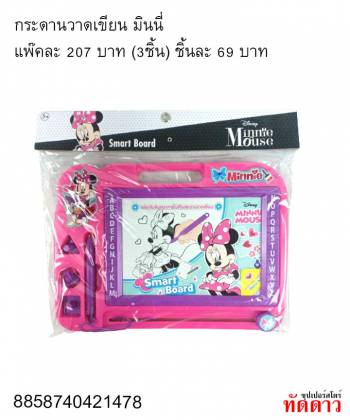 กระดานวาดเขียน มินนี่
แพ๊คละ 207 บาท (3ชิ้น) ชิ้นละ 69 บาท
Smart Board
Disney
Minnie
Mouse
Minnie
A B C D E F G H I J K L M
N O P Q R S T U V W X Y Z
Disney
MINNIE
MOUSE
Smart
Board
8858740421478
ซุปเปอร์สโตร์
ทัดดาว